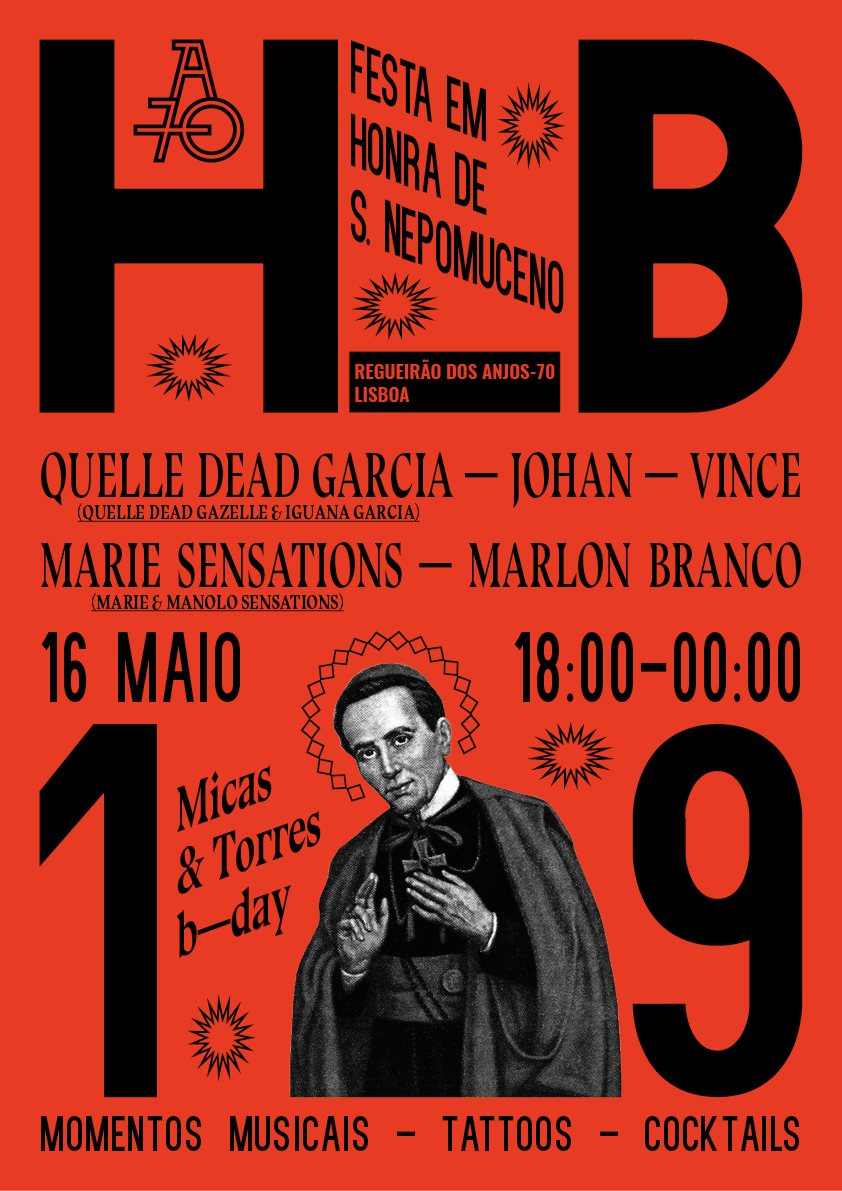 H B
A
70
FESTA EM
HONRA DE
S. NEPOMUCENO
REGUEIRÃO DOS ANJOS-70
LISBOA
QUELLE DEAD GARCIA — JOHAN — VINCE
(QUELLE DEAD GAZELLE & IGUANA GARCIA)
MARIE SENSATIONS — MARLON BRANCO
(MARIE & MANOLO SENSATIONS)
16 MAIO 18:00-00:00
19
Micas
& Torres
b—day
MOMENTOS MUSICAIS - TATTOOS - COCKTAILS